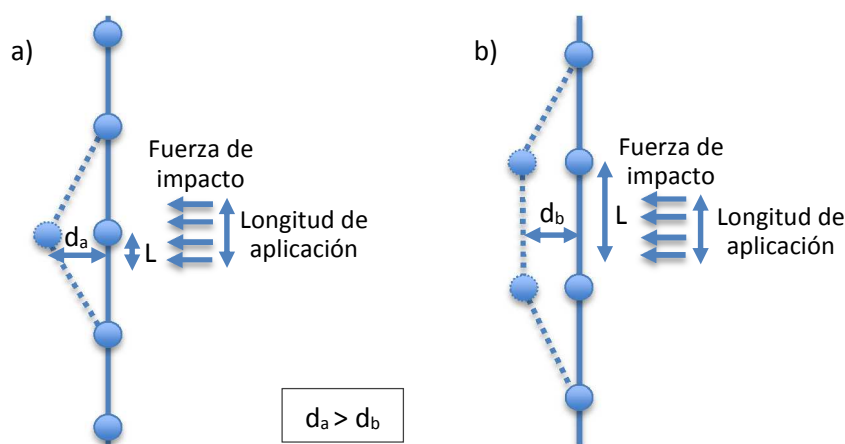 a)
Fuerza de
impacto
Longitud de
aplicación
dₐ
L
b)
Fuerza de
impacto
Longitud de
aplicación
d_b
L
dₐ > d_b